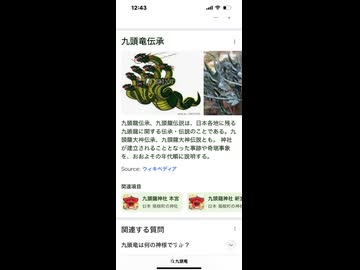 12:43
九頭竜伝承
九頭龍伝承、九頭龍伝説は、日本各地に残る
九頭龍に関する伝承・伝説のことである。九
頭龍大神伝承、九頭龍大神伝説とも。 神社
が建立されることとなった事跡や奇瑞事象
を、おおよその年代順に説明する。
Source: ウィキペディア
関連項目
九頭龍神社 本宮
日本 箱根町の神社
九頭龍神社 新宮
日本 箱根町の
関連する質問
九頭竜は何の神様ですか？
九頭竜